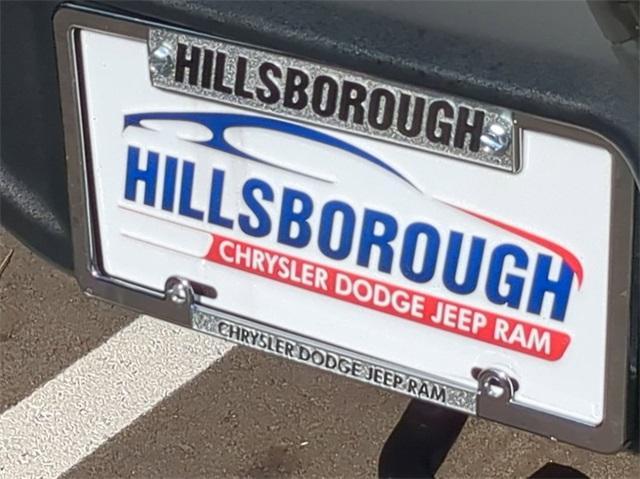 HILLSBOROUGH
HILLSBOROUGH
CHRYSLER DODGE JEEP RAM
CHRYSLER DODGE JEEP RAM